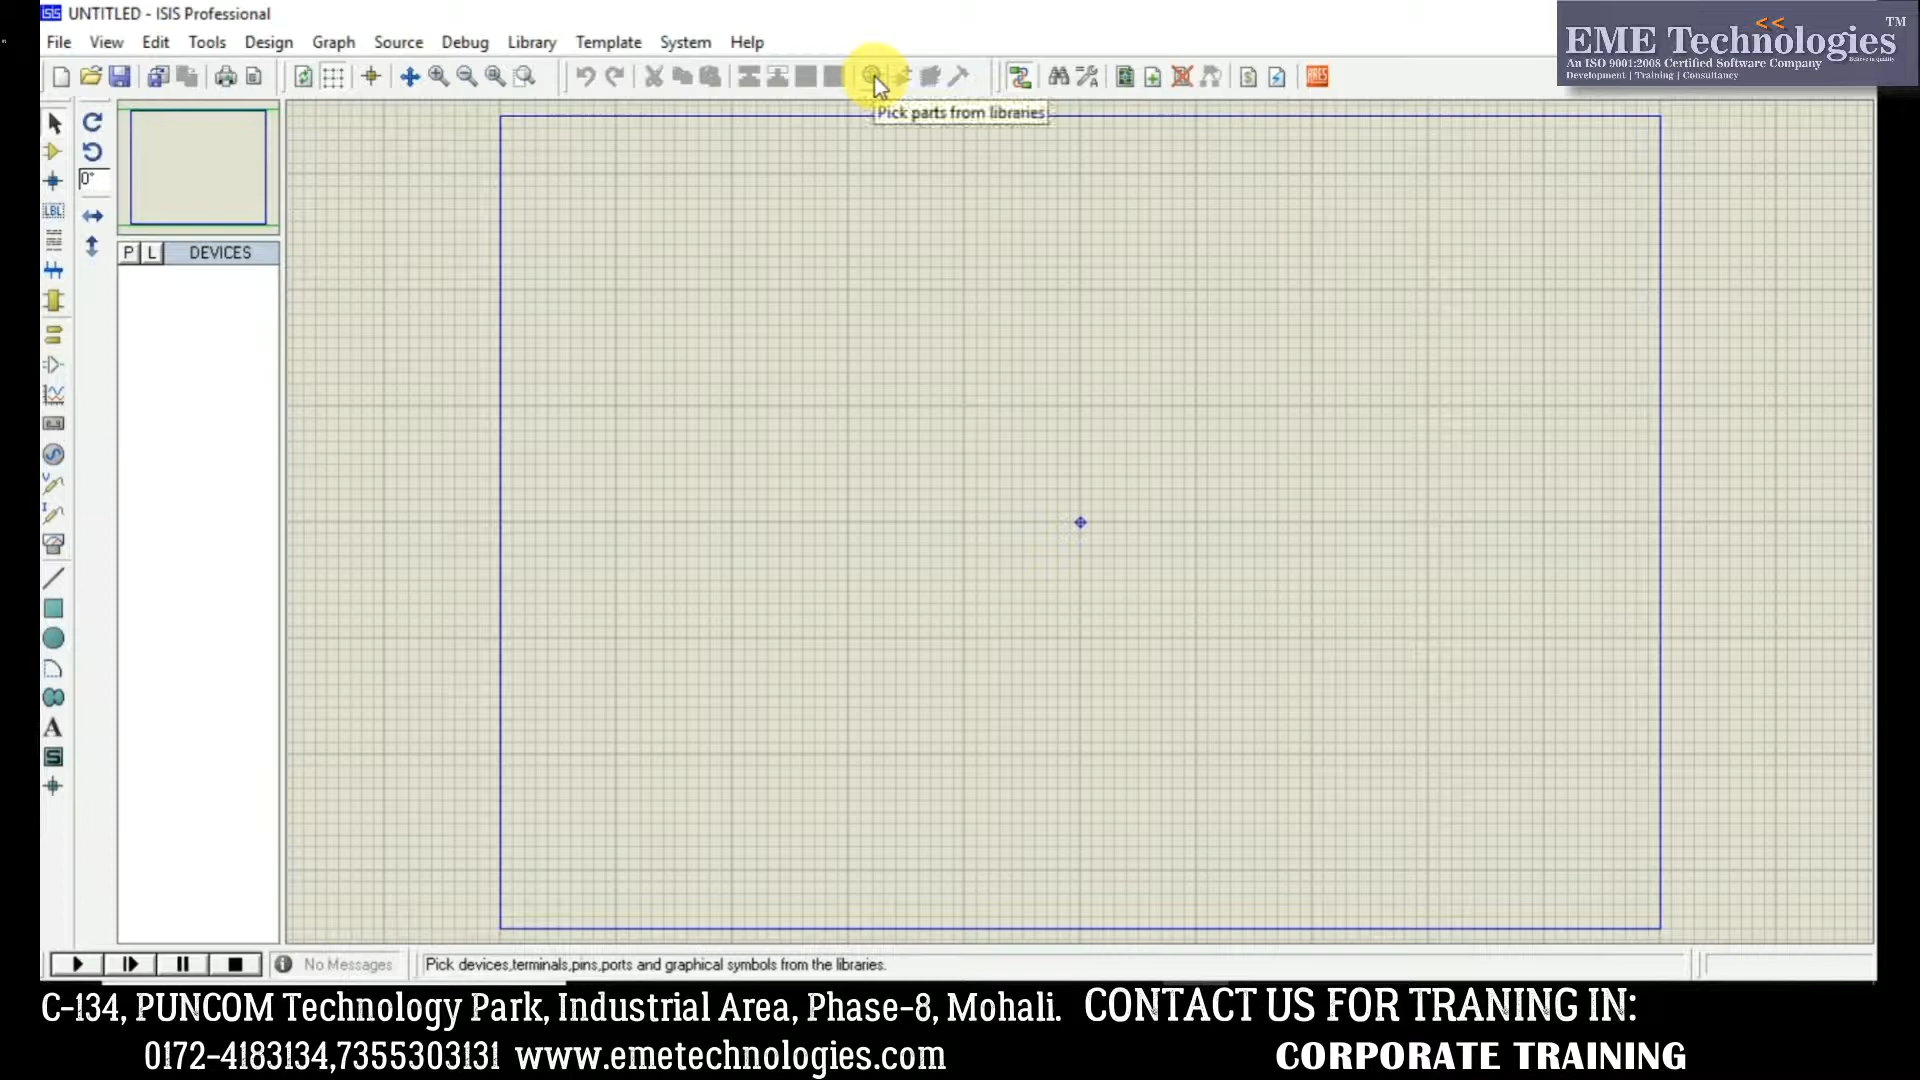 UNTITLED - ISIS Professional
File View Edit Tools Design Graph Source Debug Library Template System Help
<<
TM
EME Technologies
An ISO 9001:2008 Certified Software Company
Development | Training | Consultancy
ARES
Pick parts from libraries
0°
LBL
P L DEVICES
V
I
A
S
No Messages
Pick devices,terminals,pins,ports and graphical symbols from the libraries.
C-134, PUNCOM Technology Park, Industrial Area, Phase-8, Mohali. CONTACT US FOR TRANING IN:
0172-4183134,7355303131 www.emetechnologies.com CORPORATE TRAINING